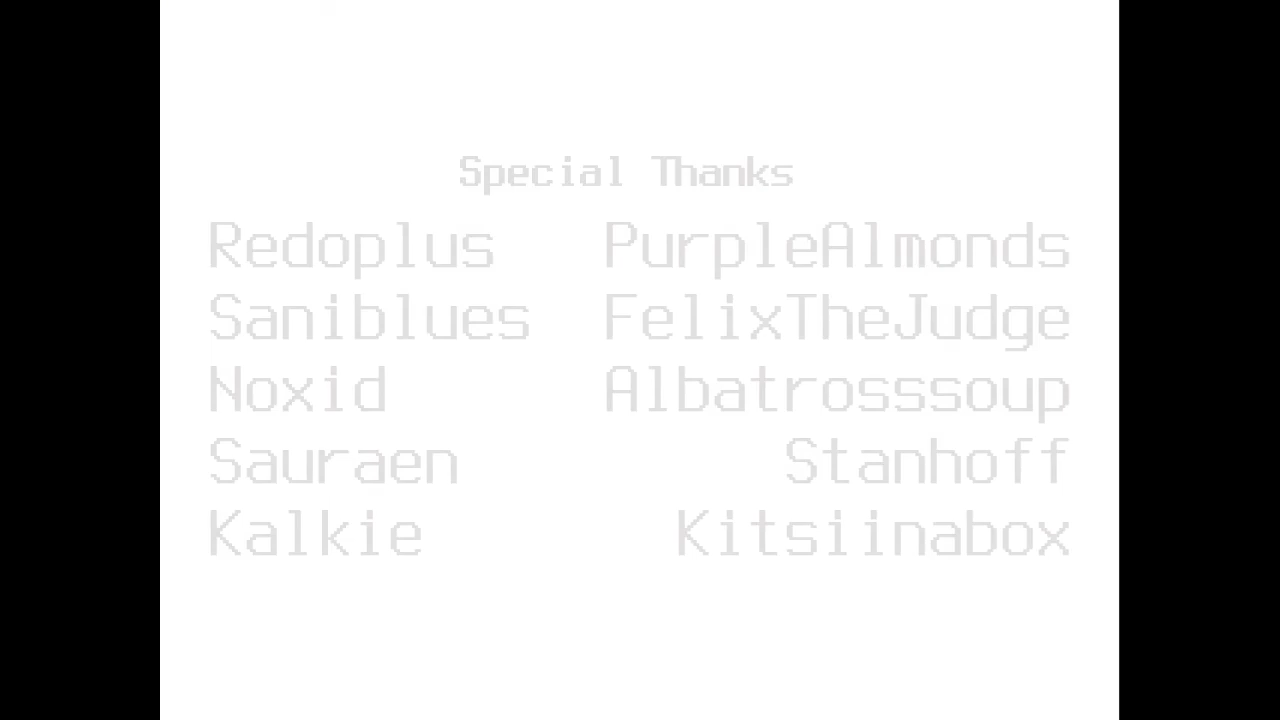 Special Thanks
Redoplus PurpleAlmonds
Saniblues FelixTheJudge
Noxid Albatrosssoup
Sauraen Stanhoff
Kalkie Kitsiinabox